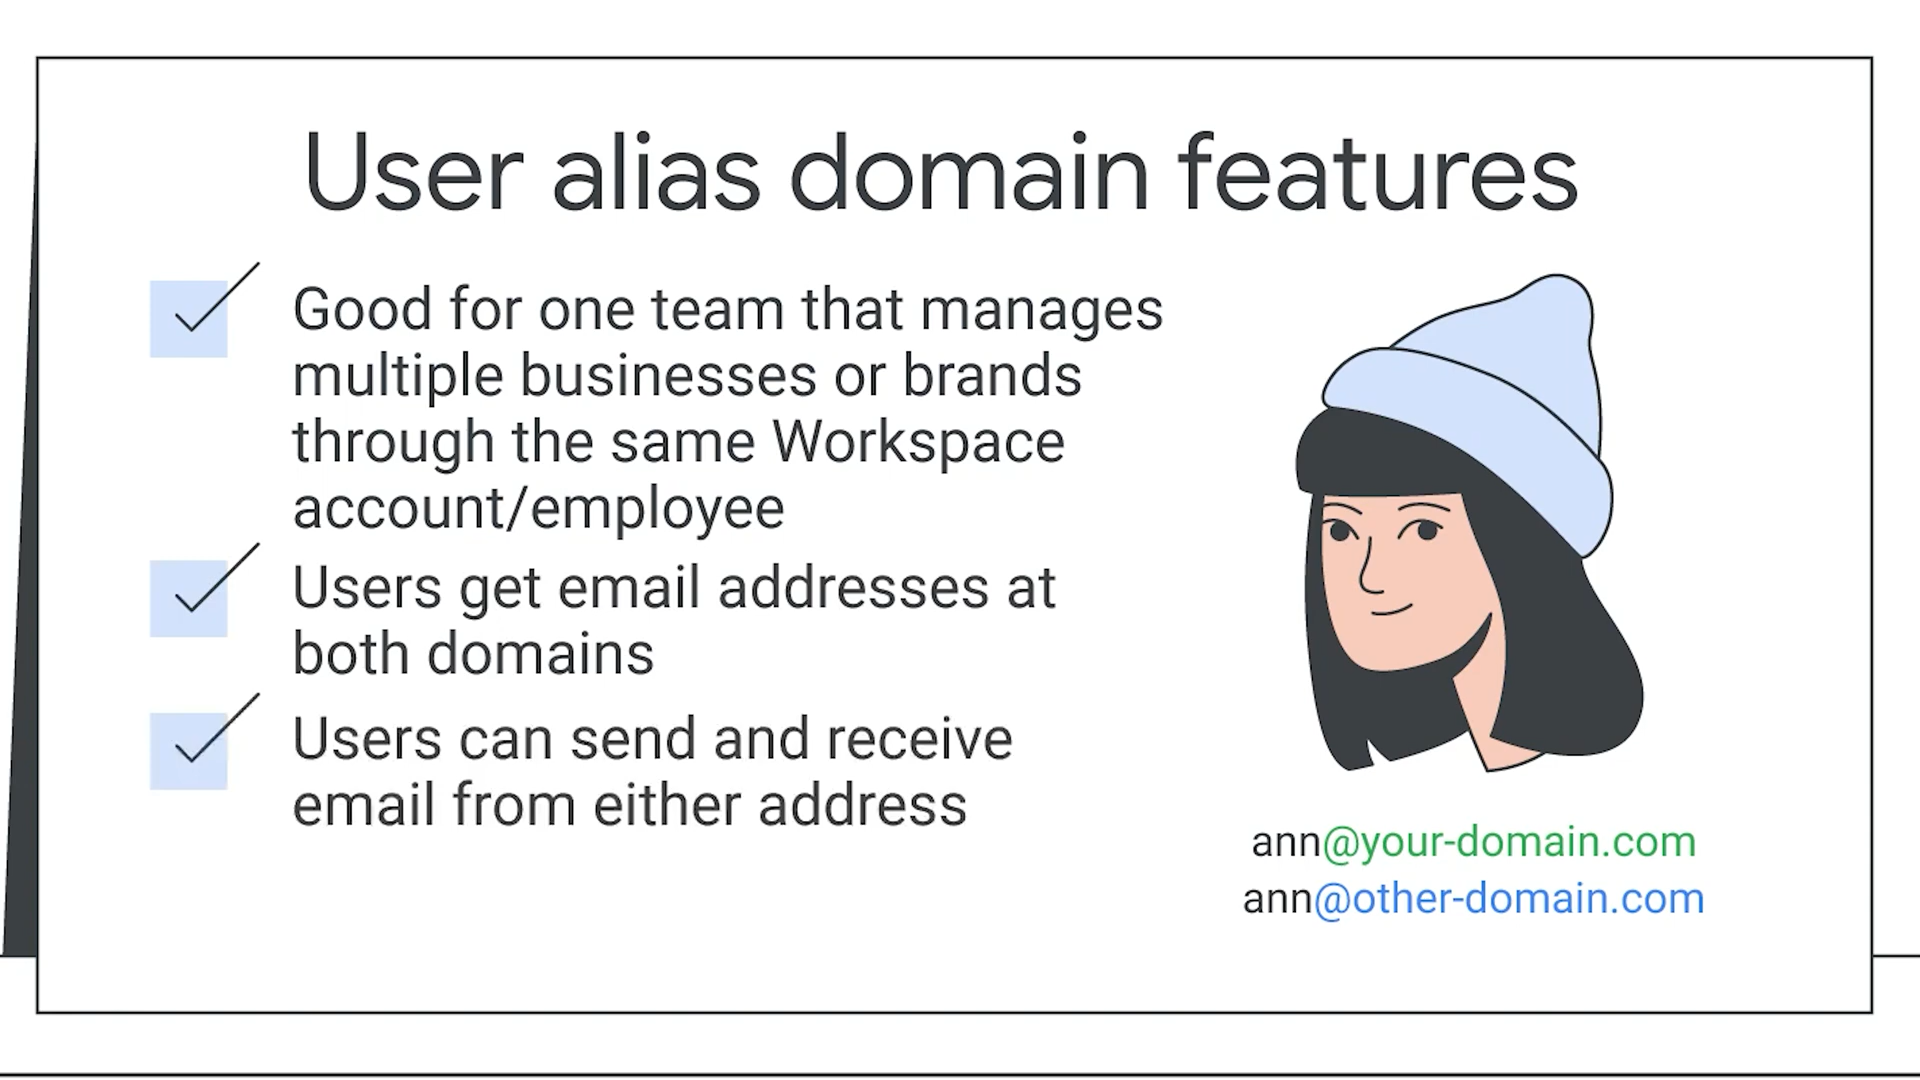 User alias domain features
Good for one team that manages
multiple businesses or brands
through the same Workspace
account/employee
Users get email addresses at
both domains
Users can send and receive
email from either address
ann@your-domain.com
ann@other-domain.com